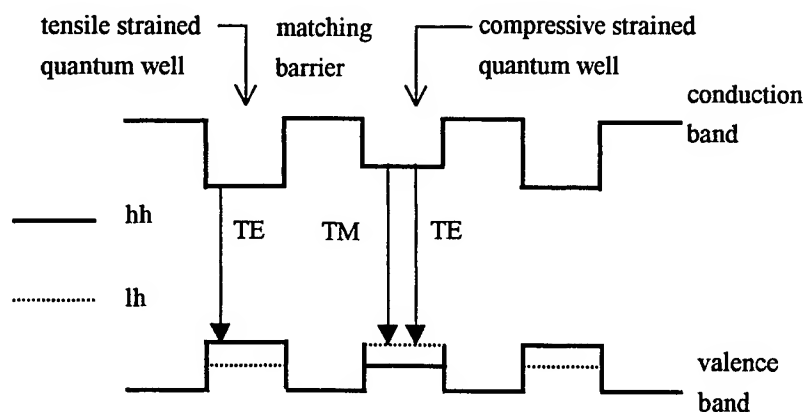 tensile strained
quantum well
matching
barrier
compressive strained
quantum well
conduction
band
hh
TE
TM
TE
lh
valence
band